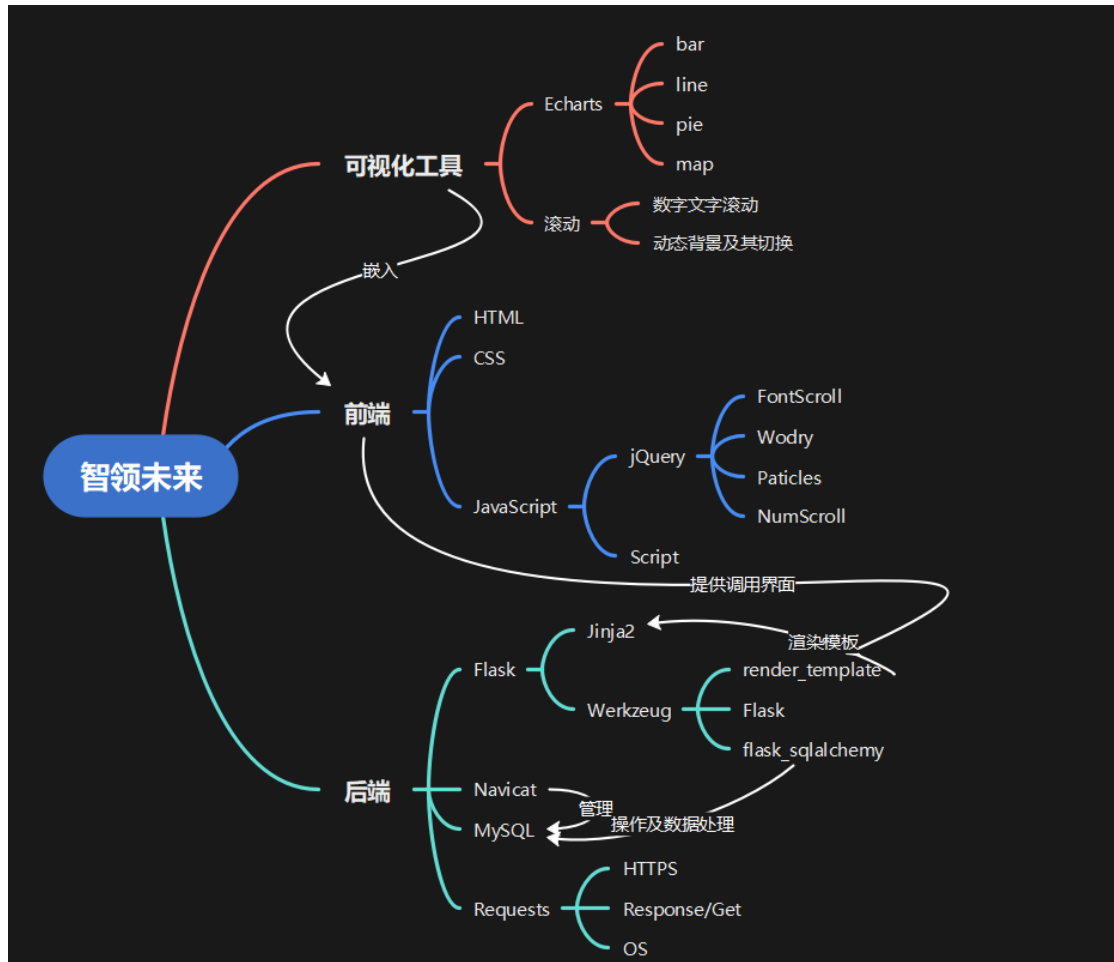 bar
line
Echarts
pie
map
可视化工具
数字文字滚动
滚动
动态背景及其切换
嵌入
HTML
CSS
前端
FontScroll
Wodry
jQuery
Paticles
NumScroll
JavaScript
Script
智领未来
提供调用界面
Jinja2
渲染模板
render_template
Flask
Werkzeug
Flask
flask_sqlalchemy
后端
Navicat
管理
操作及数据处理
MySQL
HTTPS
Requests
Response/Get
OS